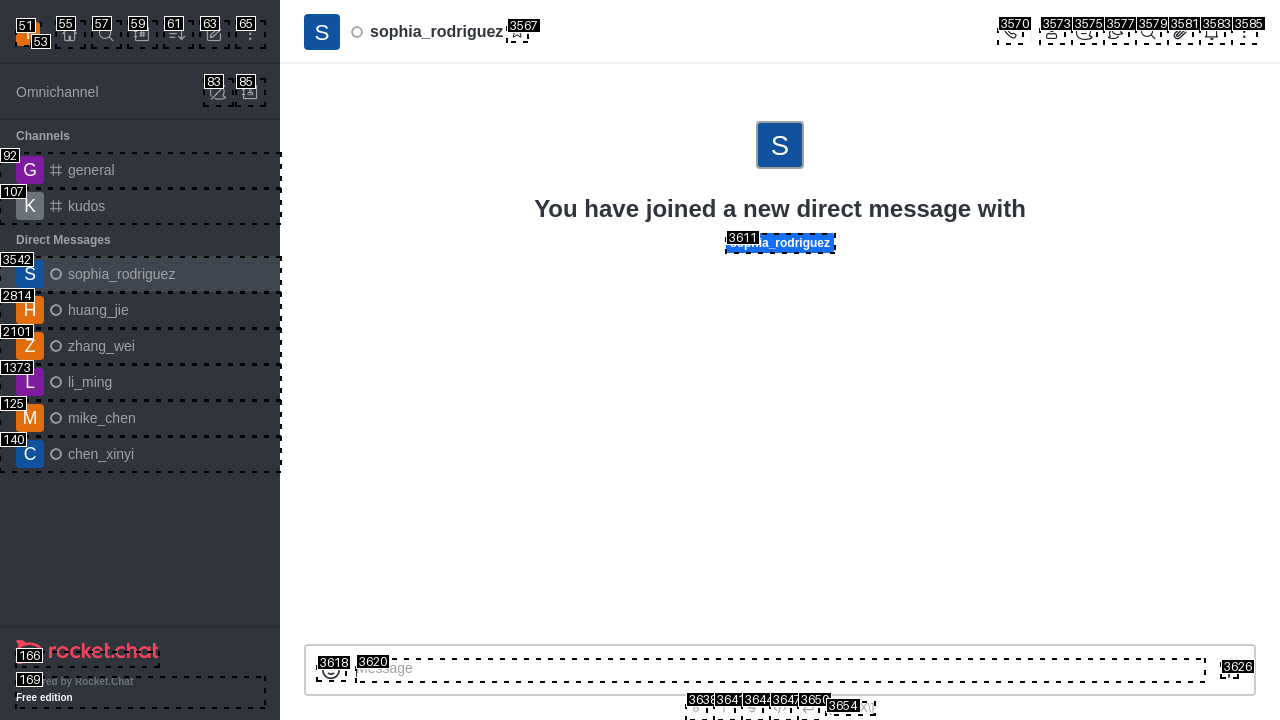 51
53
55
57
59
61
63
65
S
sophia_rodriguez
3567
3570
3573
3575
3577
3579
3581
3583
3585
Omnichannel
83
85
Channels
92
G
general
107
K
kudos
Direct Messages
3542
S
sophia_rodriguez
2814
H
huang_jie
2101
Z
zhang_wei
1373
L
li_ming
125
M
mike_chen
140
C
chen_xinyi
S
You have joined a new direct message with
3611
sophia_rodriguez
166
rocket.chat
169
by Rocket.Chat
Free edition
3618
3620
Message
3626
3638
3641
3644
3647
3650
3654